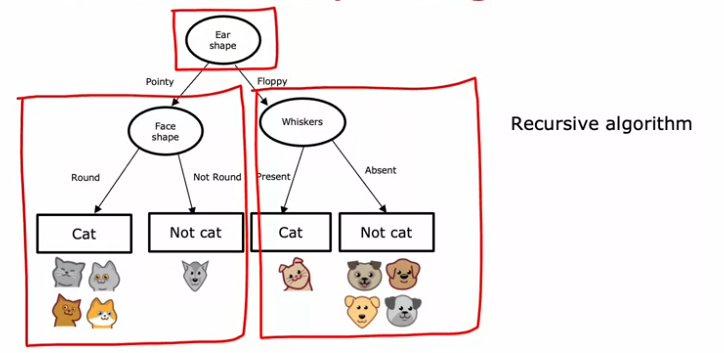 Ear
shape
Pointy
Floppy
Face
shape
Whiskers
Recursive algorithm
Round
Not Round
Present
Absent
Cat
Not cat
Cat
Not cat